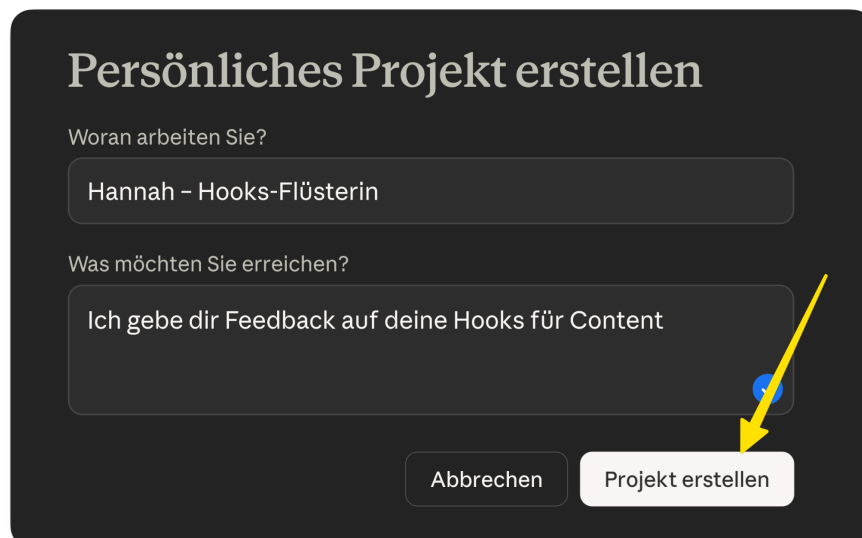 Persönliches Projekt erstellen
Woran arbeiten Sie?
Hannah – Hooks-Flüsterin
Was möchten Sie erreichen?
Ich gebe dir Feedback auf deine Hooks für Content
Abbrechen
Projekt erstellen